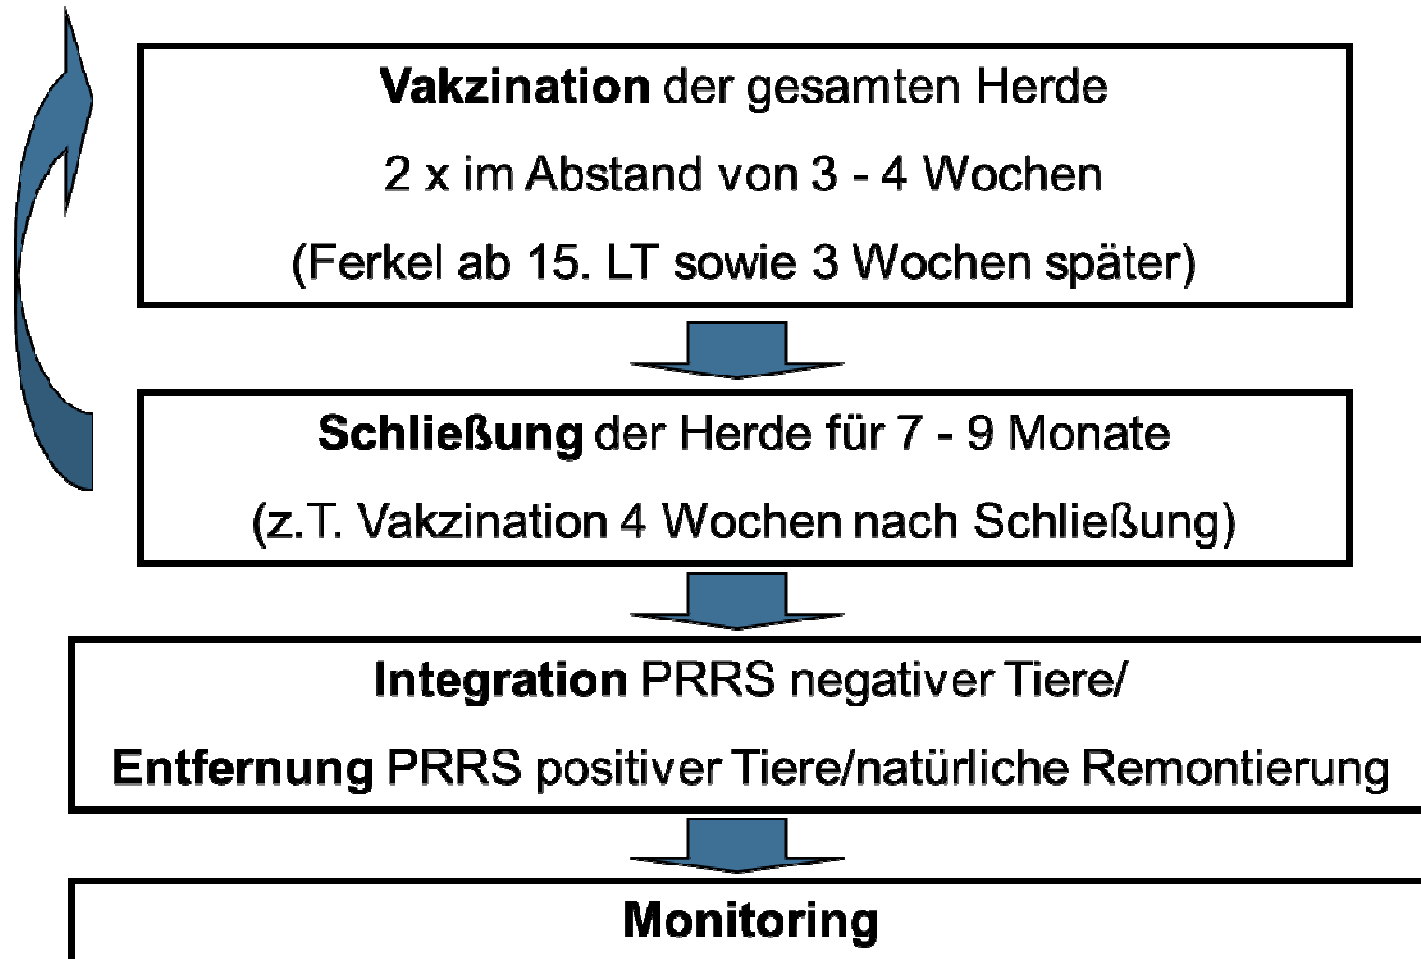 Vakzination der gesamten Herde
2 x im Abstand von 3 - 4 Wochen
(Ferkel ab 15. LT sowie 3 Wochen später)
Schließung der Herde für 7 - 9 Monate
(z.T. Vakzination 4 Wochen nach Schließung)
Integration PRRS negativer Tiere/
Entfernung PRRS positiver Tiere/natürliche Remontierung
Monitoring